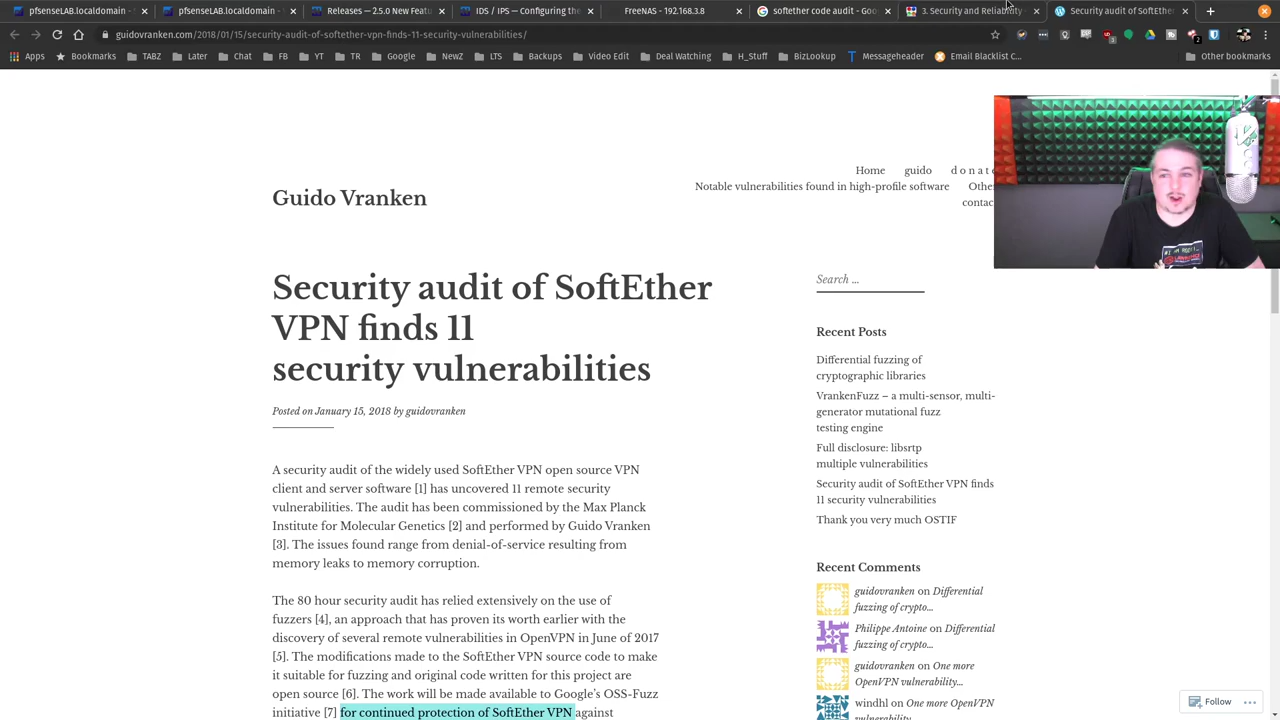 pfsenseLAB.localdomain -
pfsenseLAB.localdomain -
Releases — 2.5.0 New Featu
IDS / IPS — Configuring the
FreeNAS - 192.168.3.8
softether code audit - Goo
3. Security and Reliability
Security audit of SoftEthe
guidovranken.com/2018/01/15/security-audit-of-softether-vpn-finds-11-security-vulnerabilities/
Apps
Bookmarks
TABZ
Later
Chat
FB
YT
TR
Google
NewZ
LTS
Backups
Video Edit
Deal Watching
H_Stuff
BizLookup
Messageheader
Email Blacklist C...
Other bookmarks
Home guido donate
Notable vulnerabilities found in high-profile software Other
contac
Guido Vranken
Security audit of SoftEther
VPN finds 11
security vulnerabilities
Posted on January 15, 2018 by guidovranken
A security audit of the widely used SoftEther VPN open source VPN
client and server software [1] has uncovered 11 remote security
vulnerabilities. The audit has been commissioned by the Max Planck
Institute for Molecular Genetics [2] and performed by Guido Vranken
[3]. The issues found range from denial-of-service resulting from
memory leaks to memory corruption.
The 80 hour security audit has relied extensively on the use of
fuzzers [4], an approach that has proven its worth earlier with the
discovery of several remote vulnerabilities in OpenVPN in June of 2017
[5]. The modifications made to the SoftEther VPN source code to make
it suitable for fuzzing and original code written for this project are
open source [6]. The work will be made available to Google's OSS-Fuzz
initiative [7] for continued protection of SoftEther VPN against
Search ...
Recent Posts
Differential fuzzing of
cryptographic libraries
VrankenFuzz – a multi-sensor, multi-
generator mutational fuzz
testing engine
Full disclosure: libsrtp
multiple vulnerabilities
Security audit of SoftEther VPN finds
11 security vulnerabilities
Thank you very much OSTIF
Recent Comments
guidovranken on Differential
fuzzing of crypto...
Philippe Antoine on Differential
fuzzing of crypto...
guidovranken on One more
OpenVPN vulnerability...
windhl on One more OpenVPN
vulnerability...
Follow